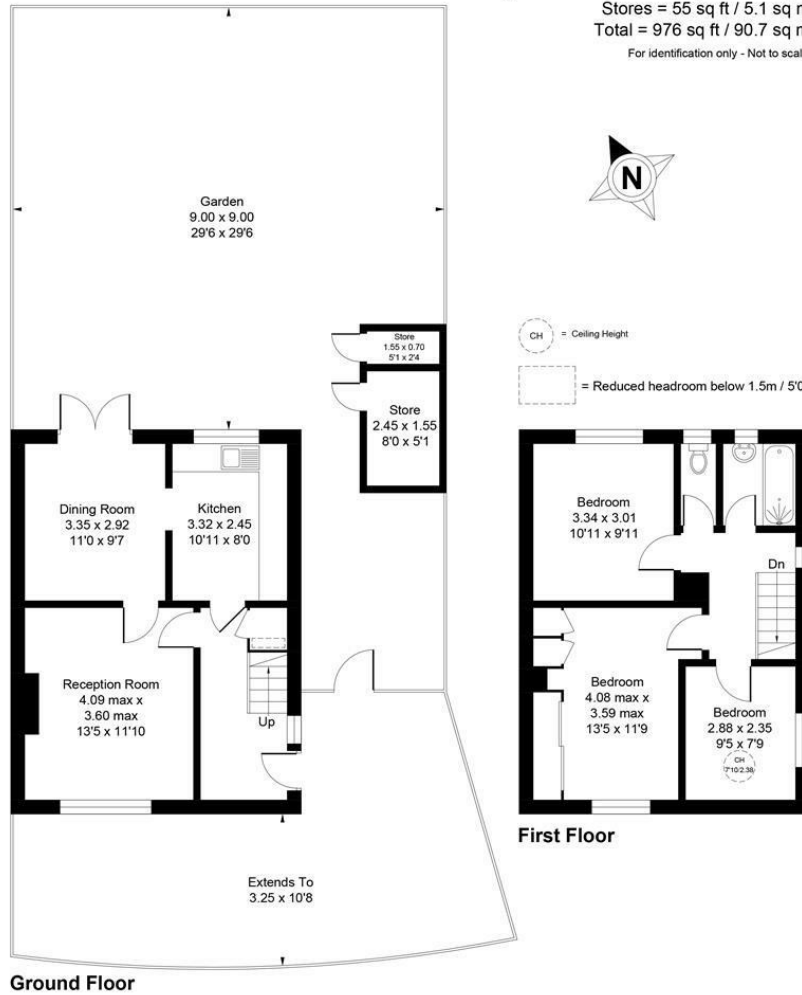 Stores = 55 sq ft / 5.1 sq
Total = 976 sq ft / 90.7 sq
For identification only - Not to
N
Garden
9.00 x 9.00
29'6 x 29'6
CH = Ceiling Height
= Reduced headroom below 1.5m / 5'0
Store
1.55 x 0.70
5'1 x 2'4
Store
2.45 x 1.55
8'0 x 5'1
Dining Room
3.35 x 2.92
11'0 x 9'7
Kitchen
3.32 x 2.45
10'11 x 8'0
Reception Room
4.09 max x
3.60 max
13'5 x 11'10
Up
Extends To
3.25 x 10'8
Ground Floor
Bedroom
3.34 x 3.01
10'11 x 9'11
Dn
Bedroom
4.08 max x
3.59 max
13'5 x 11'9
Bedroom
2.88 x 2.35
9'5 x 7'9
CH
7'10/2.38
First Floor